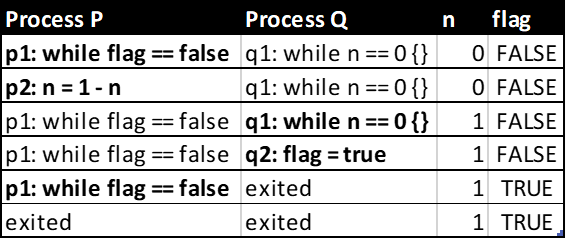 Process P Process Q n flag
p1: while flag == false q1: while n == 0 {} 0 FALSE
p2: n = 1 - n q1: while n == 0 {} 0 FALSE
p1: while flag == false q1: while n == 0 {} 1 FALSE
p1: while flag == false q2: flag = true 1 FALSE
p1: while flag == false exited 1 TRUE
exited exited 1 TRUE